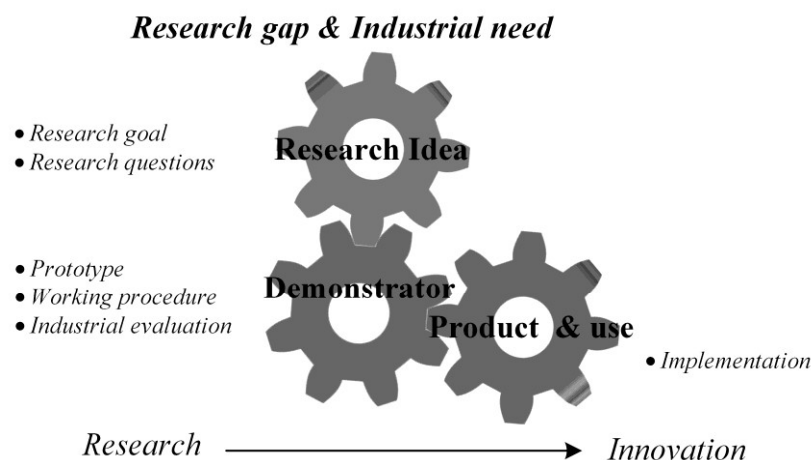 Research gap & Industrial need
• Research goal
• Research questions
Research Idea
• Prototype
• Working procedure
• Industrial evaluation
Demonstrator
Product & use
• Implementation
Research
Innovation